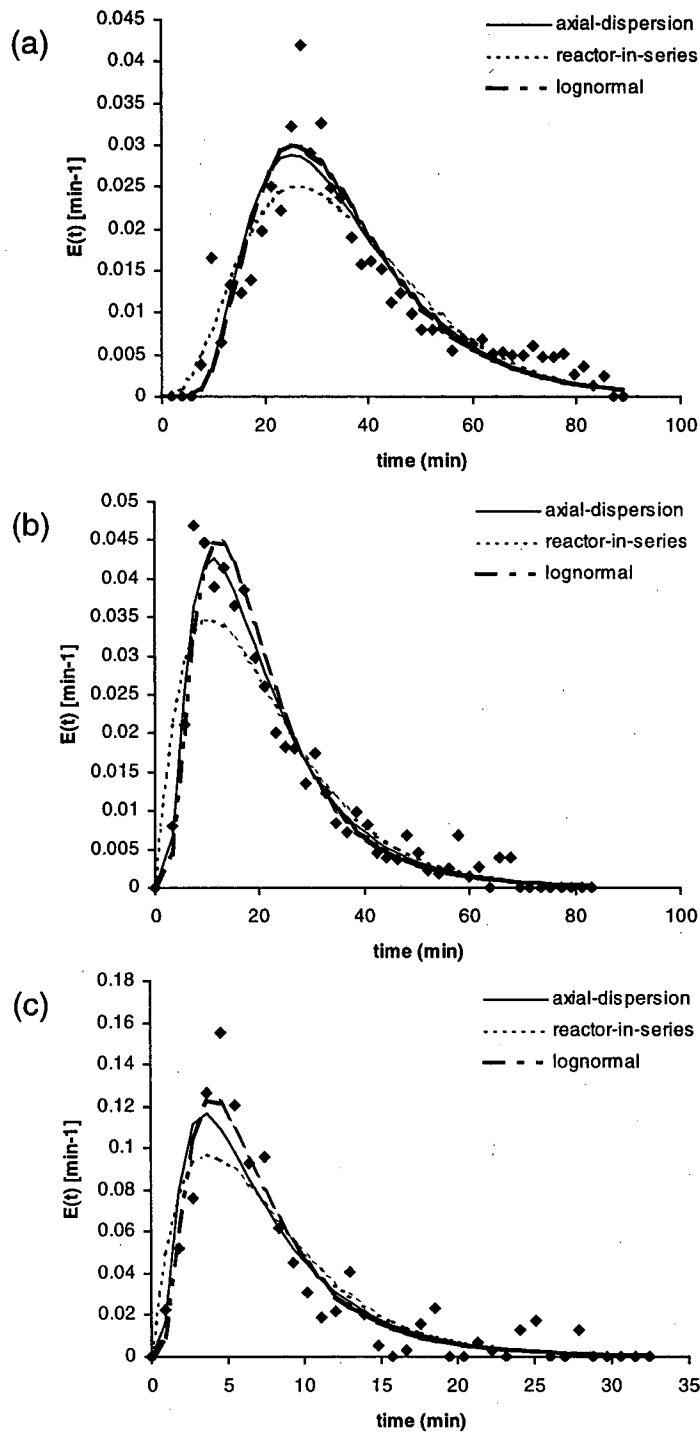 (a)
axial-dispersion
reactor-in-series
lognormal
E(t) [min-1]
0.045
0.04
0.035
0.03
0.025
0.02
0.015
0.01
0.005
0
0 20 40 60 80 100
time (min)
(b)
axial-dispersion
reactor-in-series
lognormal
E(t) [min-1]
0.05
0.045
0.04
0.035
0.03
0.025
0.02
0.015
0.01
0.005
0
0 20 40 60 80 100
time (min)
(c)
axial-dispersion
reactor-in-series
lognormal
E(t) [min-1]
0.18
0.16
0.14
0.12
0.1
0.08
0.06
0.04
0.02
0
0 5 10 15 20 25 30 35
time (min)